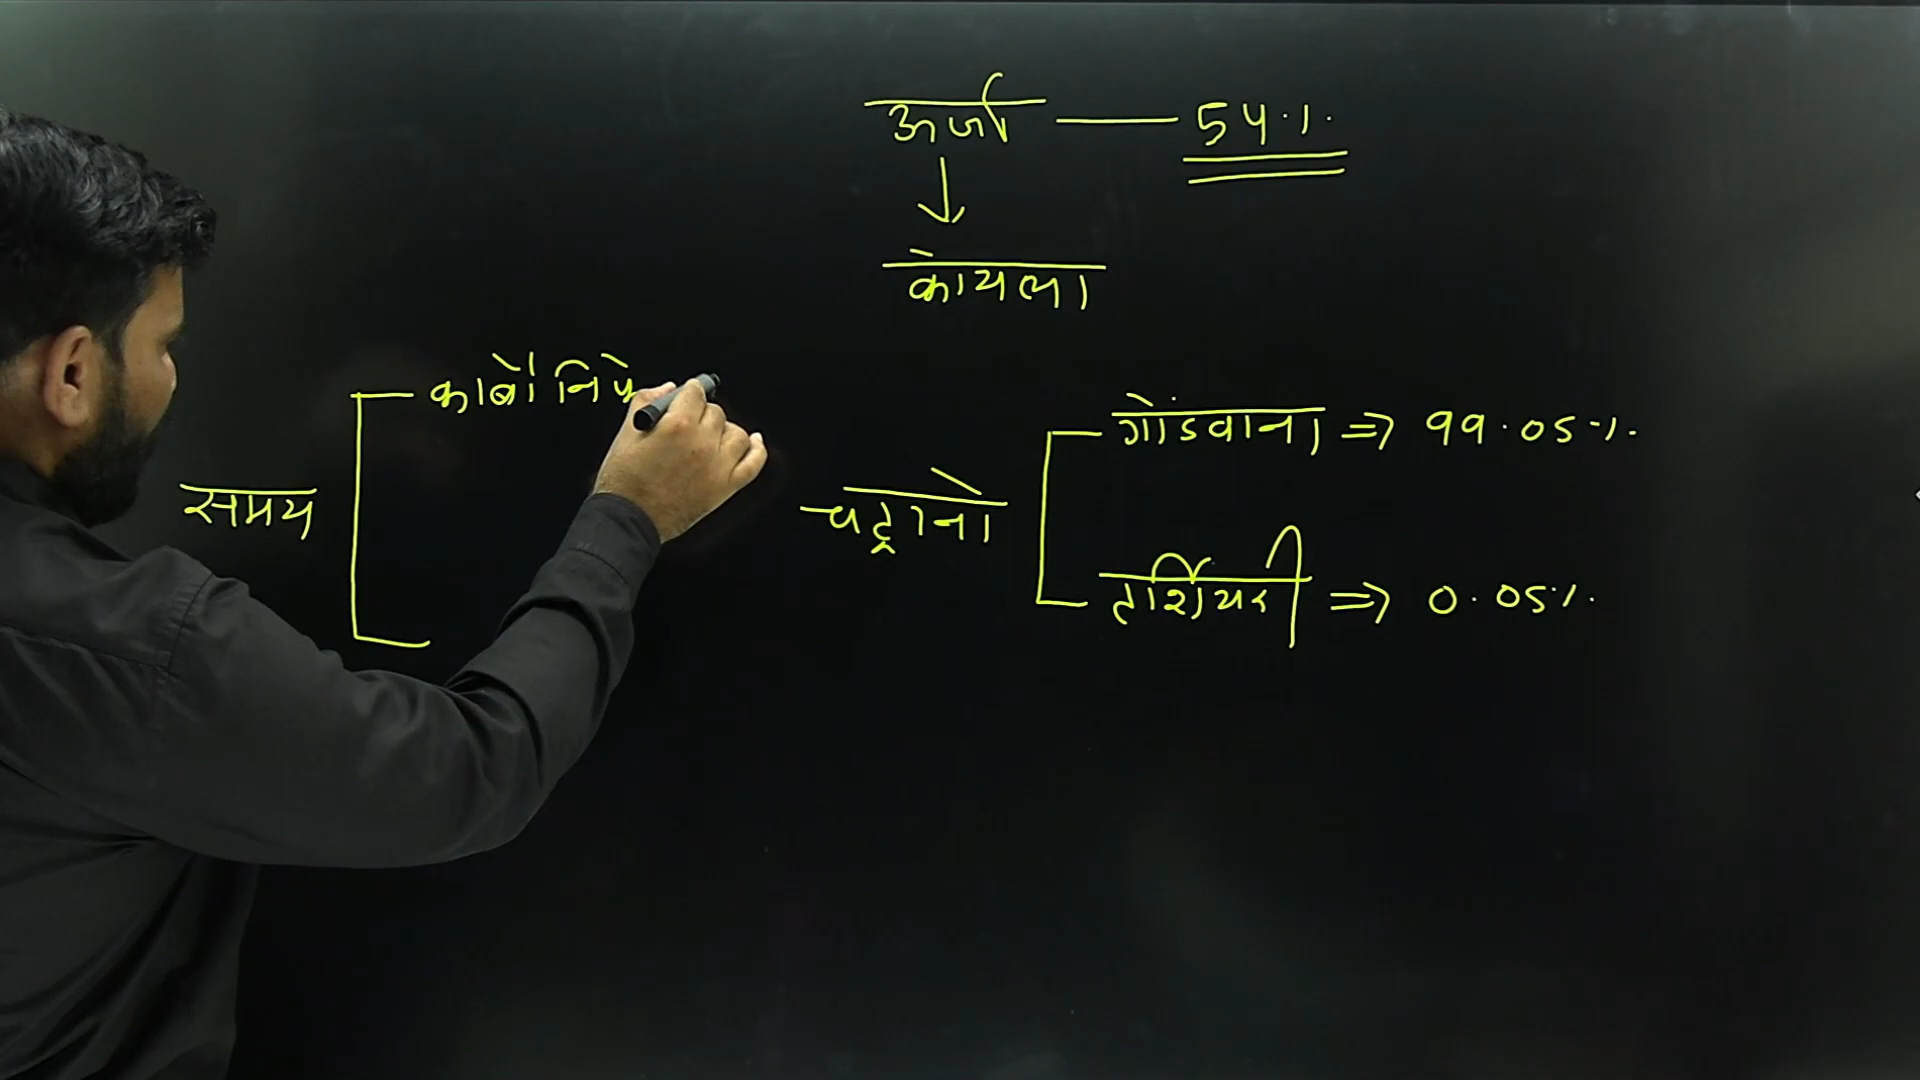 ऊर्जा — 54%.
↓
कोयला
समय
कार्बोनिफे
चट्टानो
गोंडवाना ⇒ 99.05%.
टर्शियरी ⇒ 0.05%.